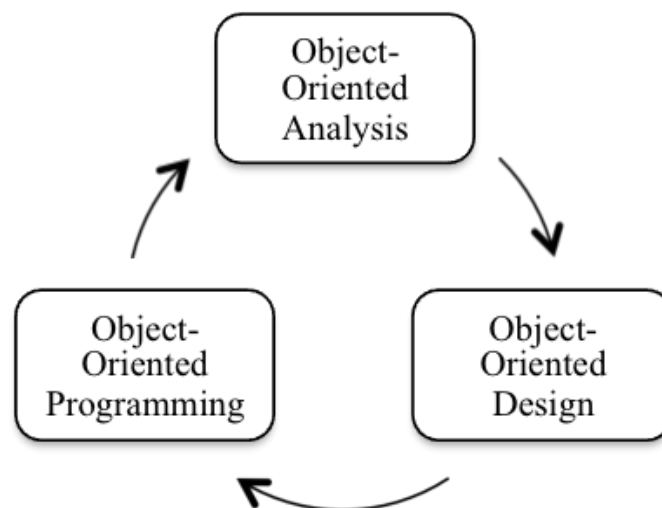 Object-
Oriented
Analysis
Object-
Oriented
Programming
Object-
Oriented
Design